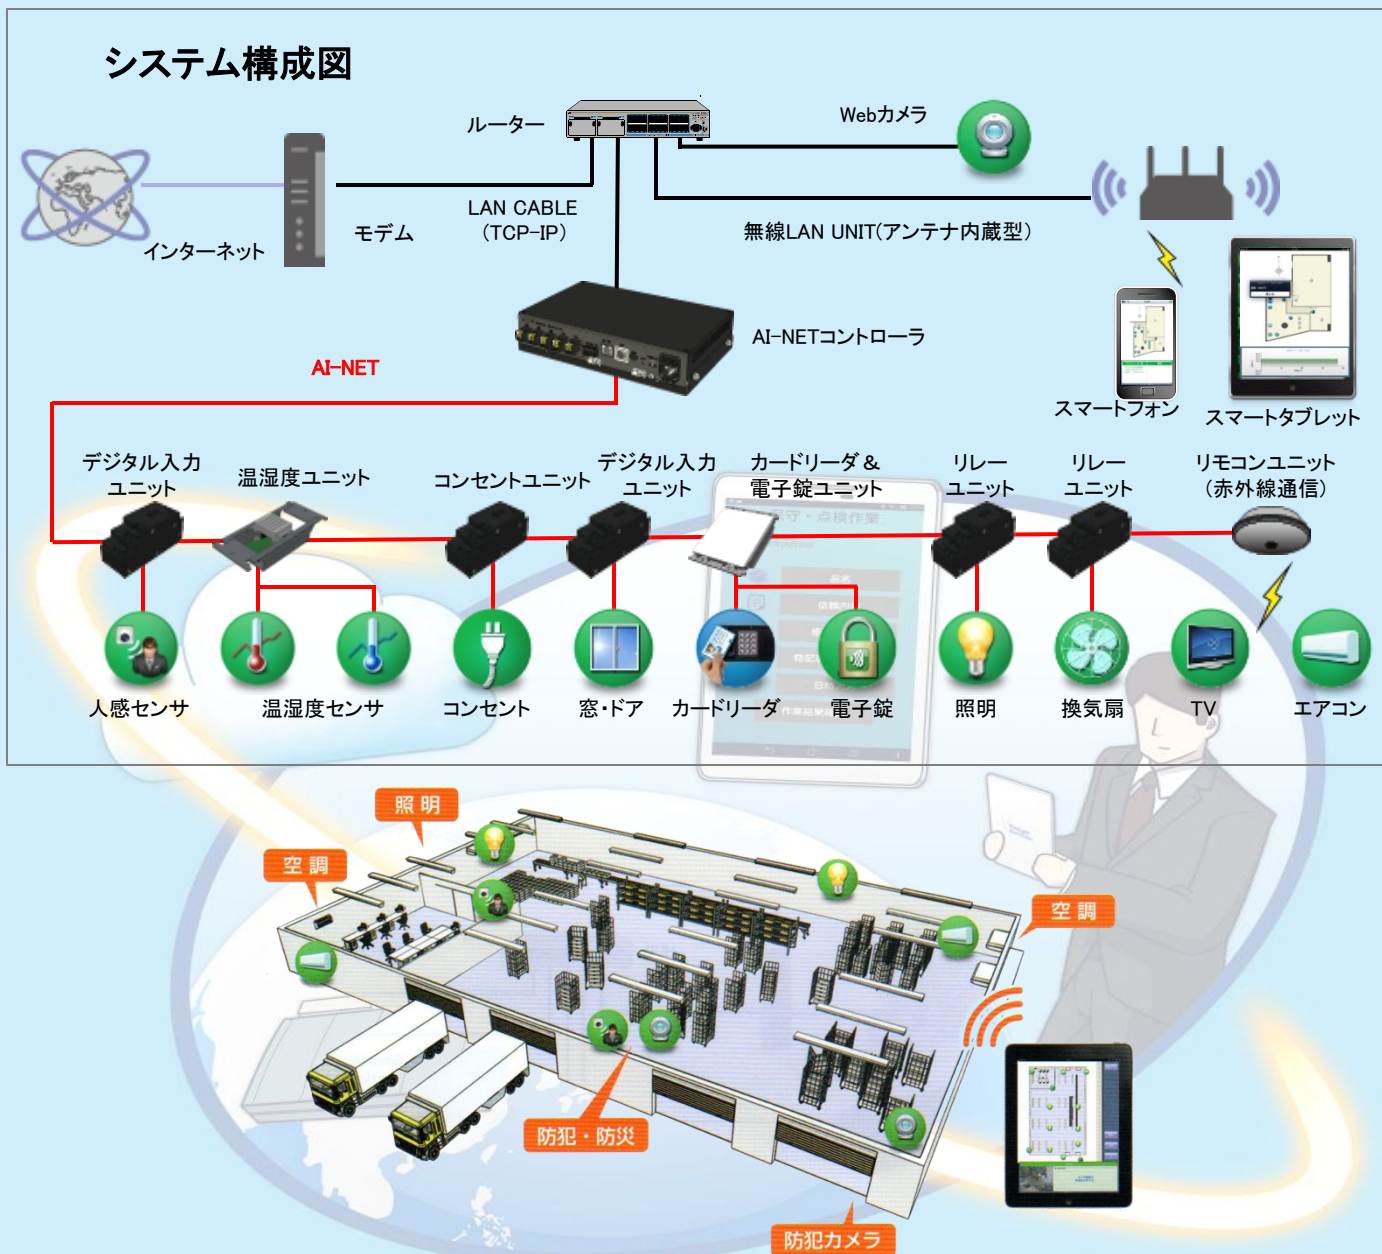 システム構成図
ルーター
Webカメラ
LAN CABLE
(TCP-IP)
モデム
インターネット
無線LAN UNIT(アンテナ内蔵型)
AI-NETコントローラ
AI-NET
スマートフォン
スマートタブレット
デジタル入力
ユニット
温湿度ユニット
コンセントユニット
デジタル入力
ユニット
カードリーダ &
電子錠ユニット
リレー
ユニット
リレー
ユニット
リモコンユニット
(赤外線通信)
守・点検作業
品名
人感センサ
温湿度センサ
コンセント
窓・ドア
カードリーダ
電子錠
照明
換気扇
TV
エアコン
照明
空調
空調
防犯・防災
防犯カメラ